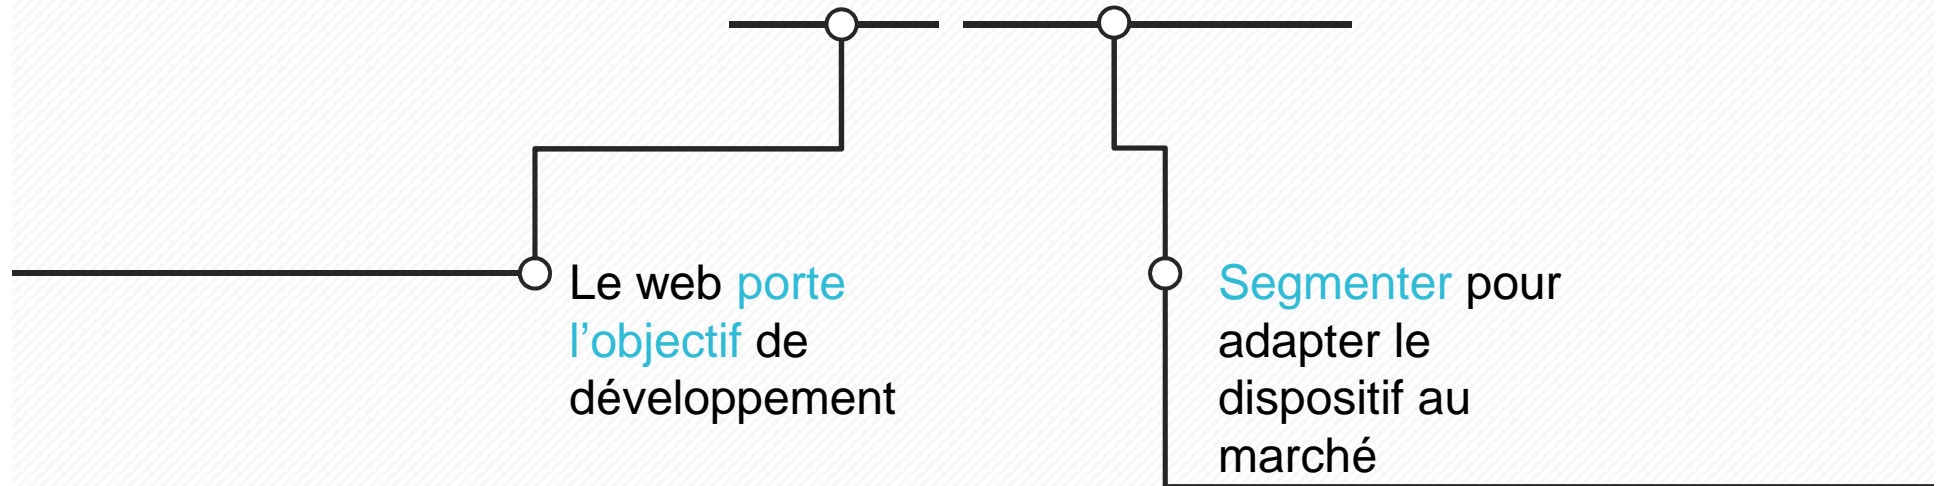 Le web porte
l’objectif de
développement
Segmenter pour
adapter le
dispositif au
marché